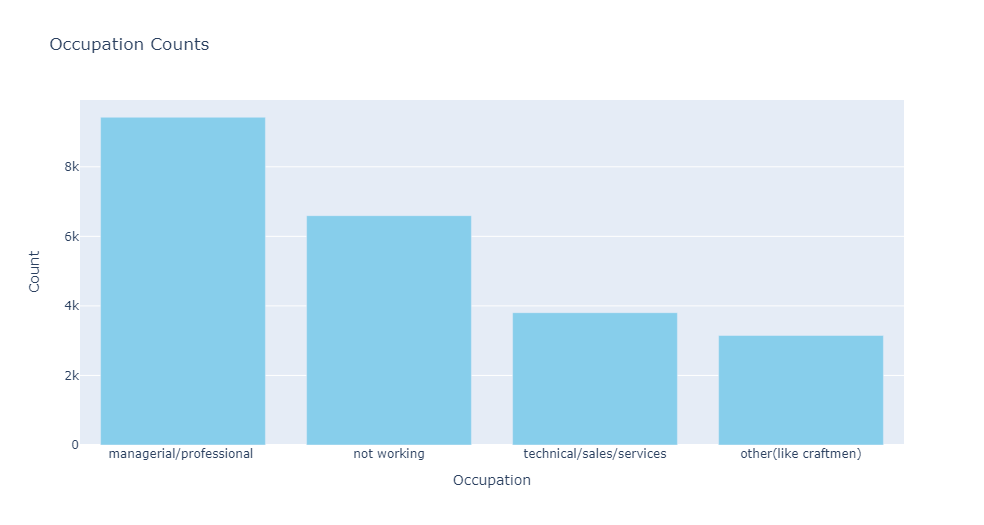 Occupation Counts
8k
6k
4k
2k
0
Count
managerial/professional
not working
technical/sales/services
other(like craftmen)
Occupation